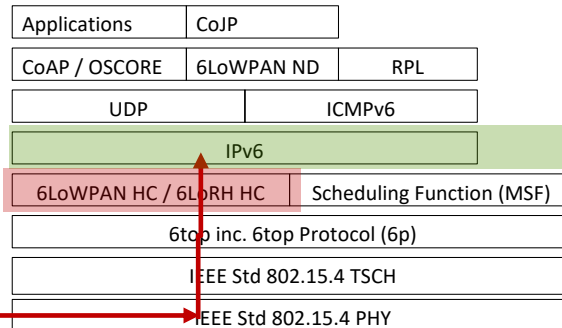 Applications CoJP
CoAP / OSCORE 6LoWPAN ND RPL
UDP ICMPv6
IPv6
6LoWPAN HC / 6LoRH HC Scheduling Function (MSF)
6top inc. 6top Protocol (6p)
IEEE Std 802.15.4 TSCH
IEEE Std 802.15.4 PHY